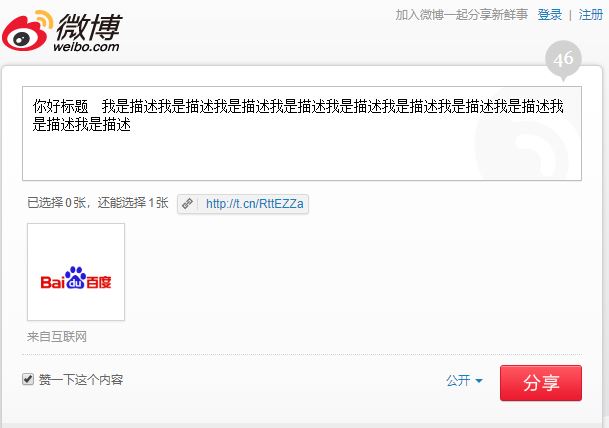 微博
weibo.com
加入微博一起分享新鲜事 登录 | 注册
46
你好标题 我是描述我是描述我是描述我是描述我是描述我是描述我是描述我是描述我
是描述我是描述
已选择0张，还能选择1张 http://t.cn/RttEZZa
Baidu百度
来自互联网
赞一下这个内容 公开 分享